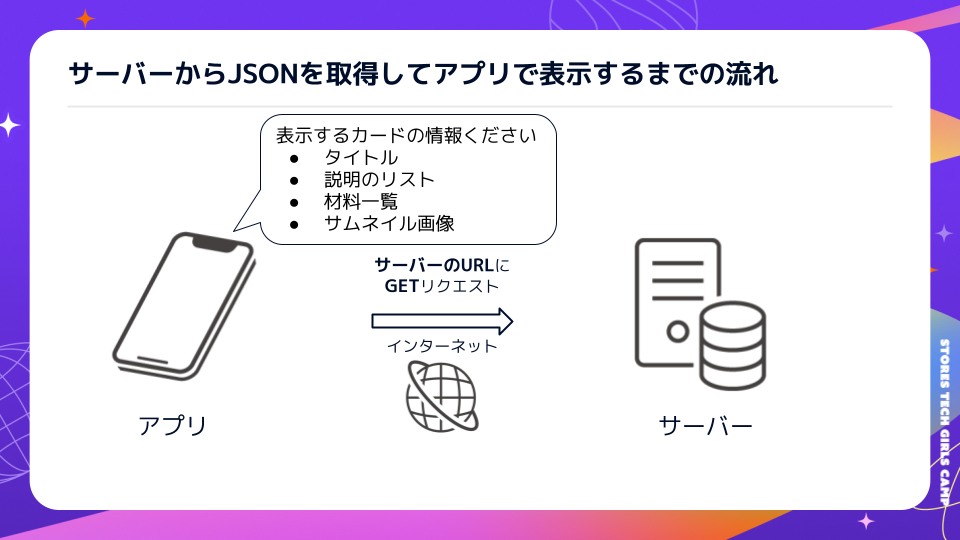 サーバーからJSONを取得してアプリで表示するまでの流れ
表示するカードの情報ください
● タイトル
● 説明のリスト
● 材料一覧
● サムネイル画像
サーバーのURLに
GETリクエスト
インターネット
アプリ
サーバー
STORES TECH GIRLS CAMP